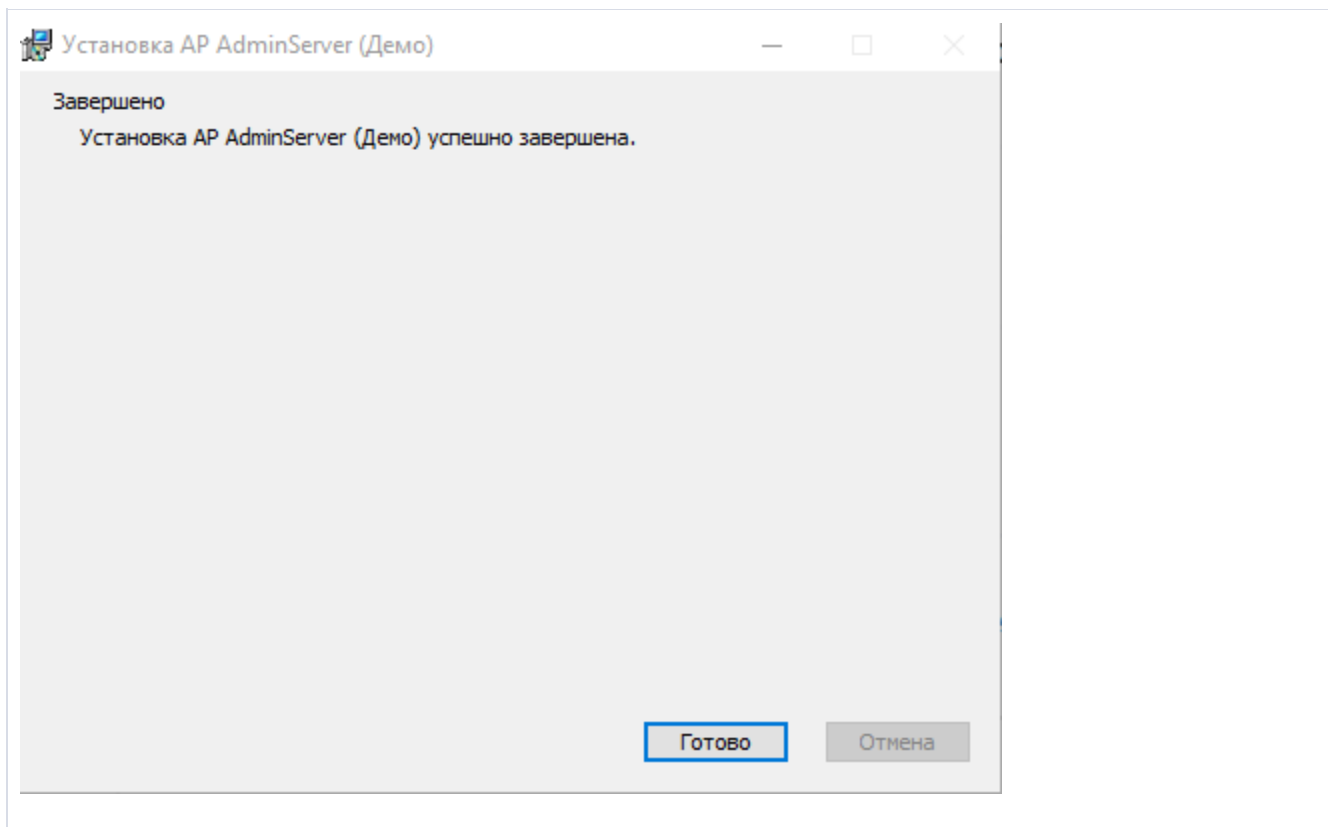 Установка AP AdminServer (Демо)
Завершено
Установка AP AdminServer (Демо) успешно завершена.
Готово
Отмена